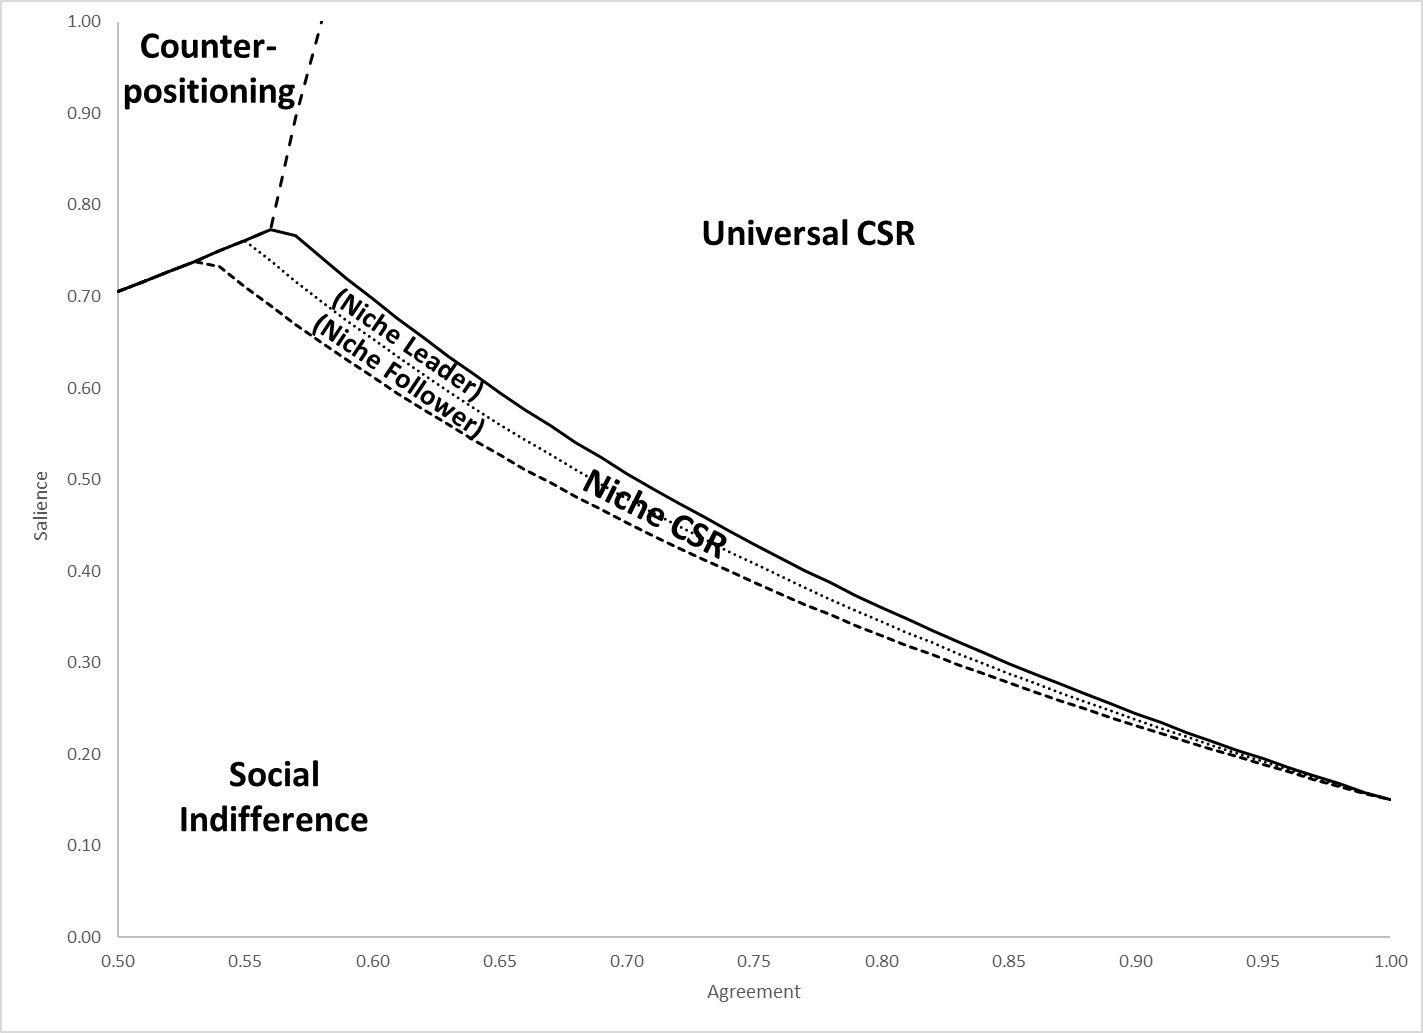 1.00
0.90
0.80
0.70
0.60
0.50
0.40
0.30
0.20
0.10
0.00
Salience
Counter-
positioning
Universal CSR
(Niche Leader)
(Niche Follower)
Niche CSR
Social
Indifference
0.50 0.55 0.60 0.65 0.70 0.75 0.80 0.85 0.90 0.95 1.00
Agreement